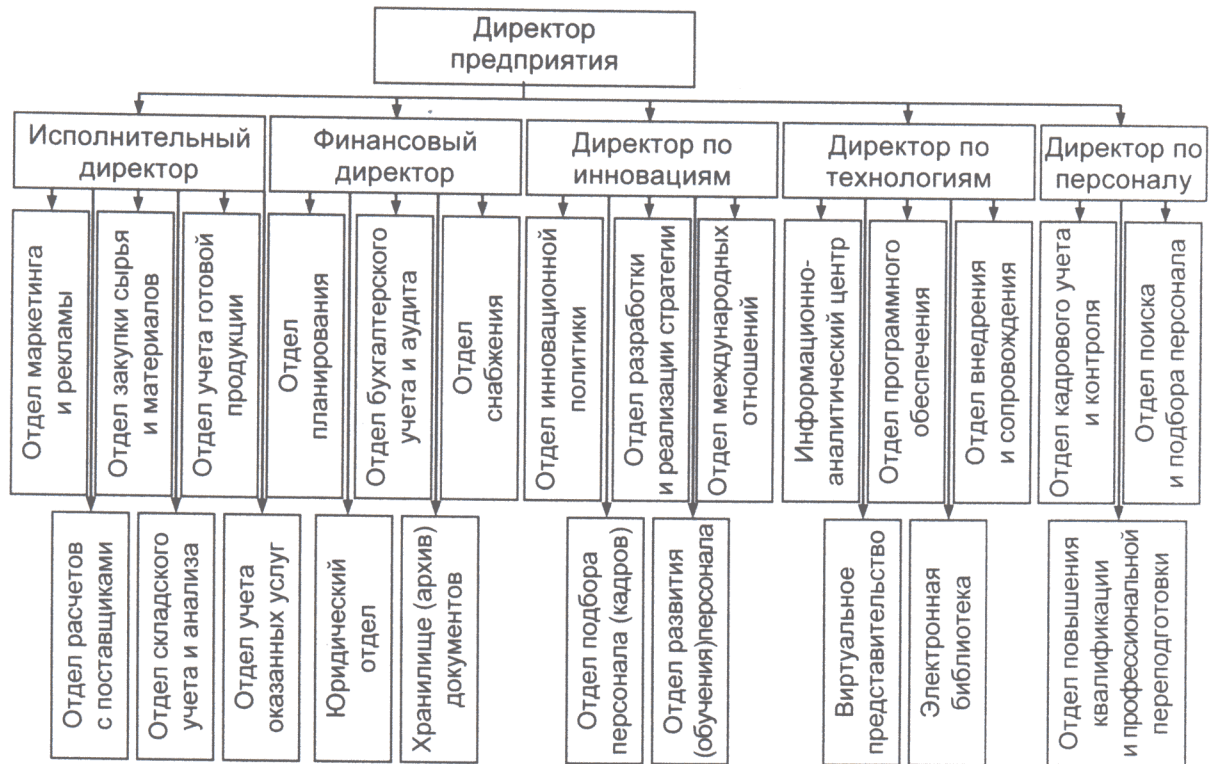 Директор
предприятия
Исполнительный
директор
Финансовый
директор
Директор по
инновациям
Директор по
технологиям
Директор по
персоналу
Отдел маркетинга
и рекламы
Отдел закупки сырья
и материалов
Отдел учета готовой
продукции
Отдел
планирования
Отдел бухгалтерского
учета и аудита
Отдел
снабжения
Отдел инновационной
политики
Отдел разработки
и реализации стратегии
Отдел международных
отношений
Информационно-
аналитический центр
Отдел программного
обеспечения
Отдел внедрения
и сопровождения
Отдел кадрового учета
и контроля
Отдел поиска
и подбора персонала
Отдел расчетов
с поставщиками
Отдел складского
учета и анализа
Отдел учета
оказанных услуг
Юридический
отдел
Хранилище (архив)
документов
Отдел подбора
персонала (кадров)
Отдел развития
(обучения)персонала
Виртуальное
представительство
Электронная
библиотека
Отдел повышения
квалификации
и профессиональной
переподготовки